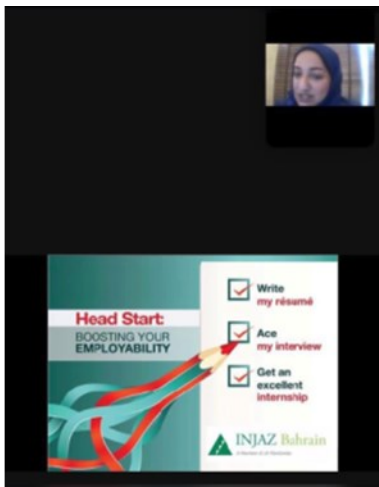 Head Start:
BOOSTING YOUR
EMPLOYABILITY
Write
my résumé
Ace
my interview
Get an
excellent
internship
INJAZ Bahrain